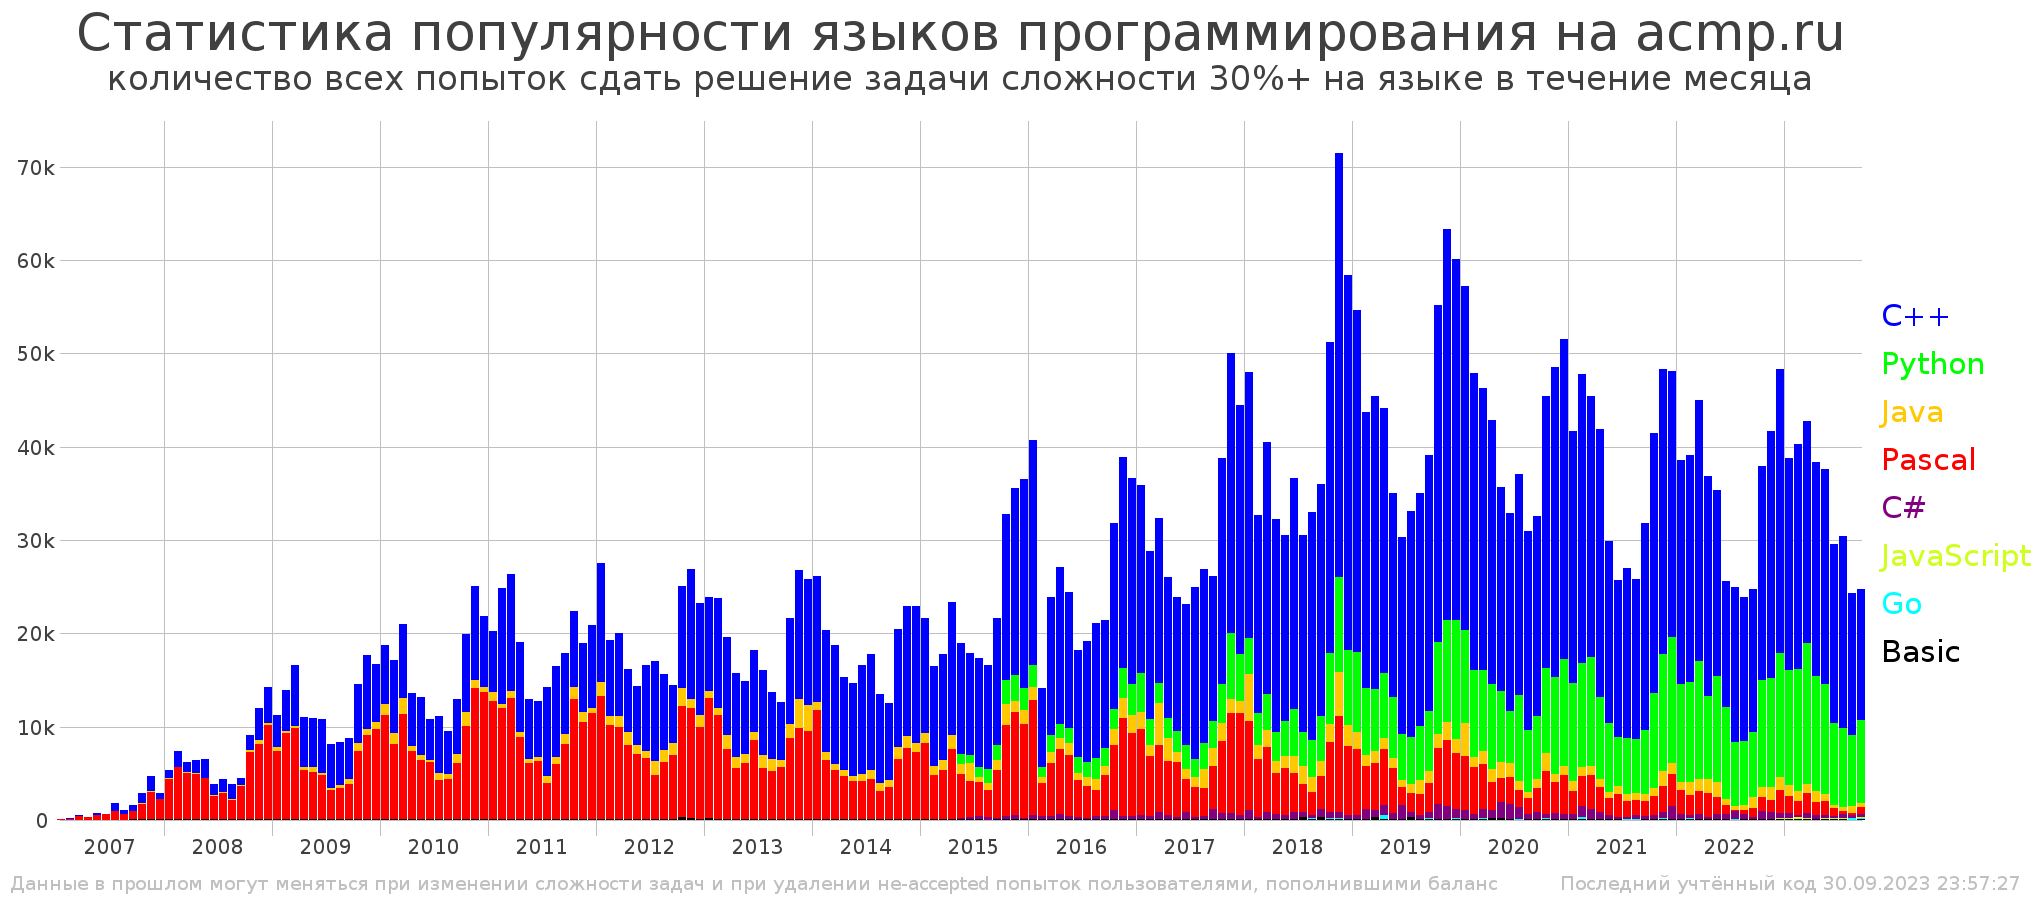 Статистика популярности языков программирования на acmp.ru
количество всех попыток сдать решение задачи сложности 30%+ на языке в течение месяца
70k
60k
50k
40k
30k
20k
10k
0
2007 2008 2009 2010 2011 2012 2013 2014 2015 2016 2017 2018 2019 2020 2021 2022
C++
Python
Java
Pascal
C#
JavaScript
Go
Basic
Данные в прошлом могут меняться при изменении сложности задач и при удалении не-accepted попыток пользователями, пополнившими баланс
Последний учтённый код 30.09.2023 23:57:27